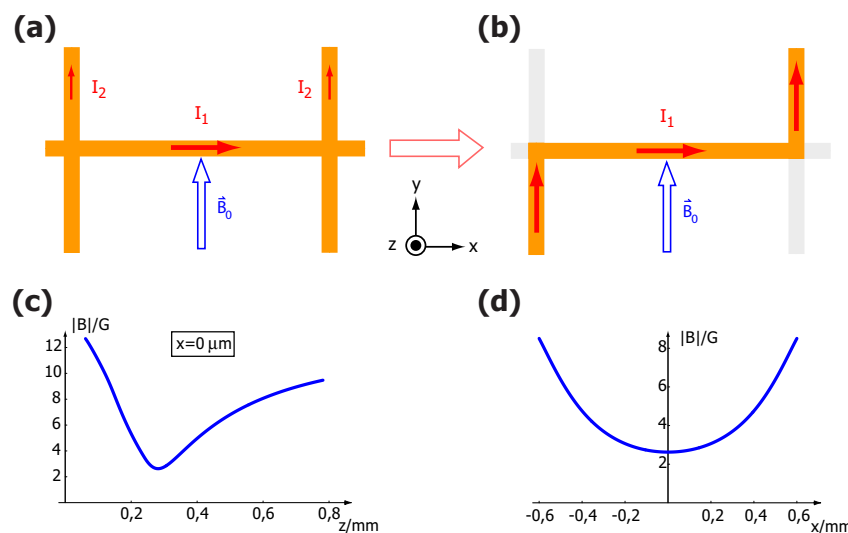 (a)
(b)
I₂
I₂
I₁
I₁
B⃗₀
B⃗₀
y
z
x
(c)
(d)
|B|/G
x=0 μm
12
10
8
6
4
2
0,2
0,4
0,6
0,8
z/mm
|B|/G
8
6
4
2
-0,6
-0,4
-0,2
0,2
0,4
0,6
x/mm